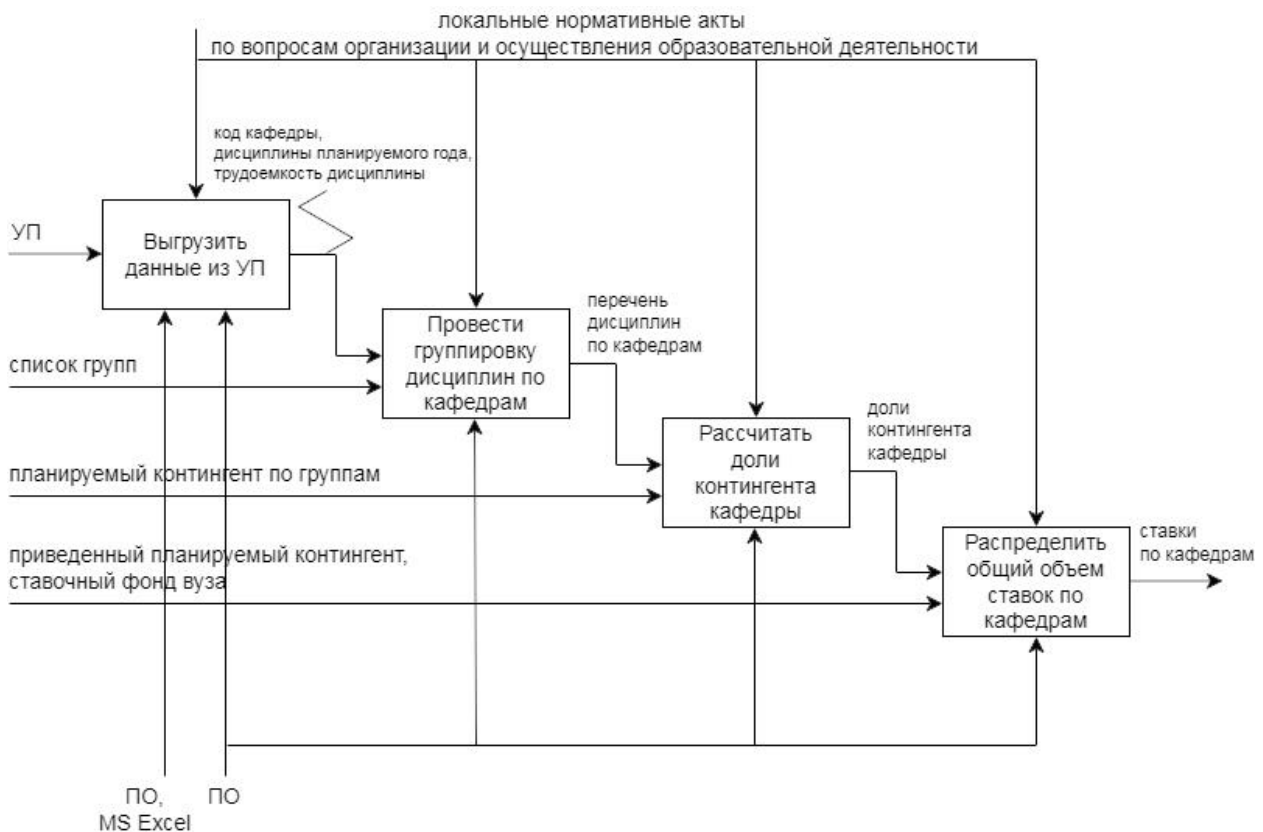 локальные нормативные акты
по вопросам организации и осуществления образовательной деятельности
код кафедры,
дисциплины планируемого года,
трудоемкость дисциплины
УП
Выгрузить
данные из УП
список групп
Провести
группировку
дисциплин по
кафедрам
перечень
дисциплин
по кафедрам
планируемый контингент по группам
Рассчитать
доли
контингента
кафедры
доли
контингента
кафедры
приведенный планируемый контингент,
ставочный фонд вуза
Распределить
общий объем
ставок по
кафедрам
ставки
по кафедрам
ПО,
MS Excel
ПО